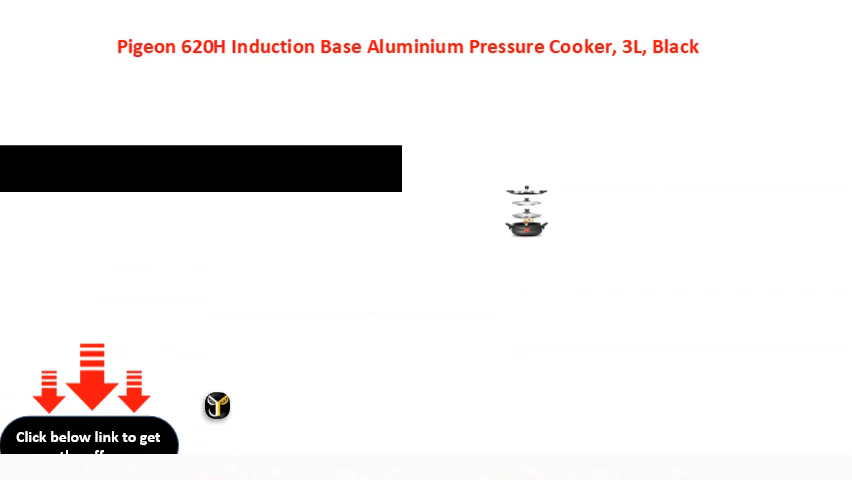 Pigeon 620H Induction Base Aluminium Pressure Cooker, 3L, Black
Click below link to get